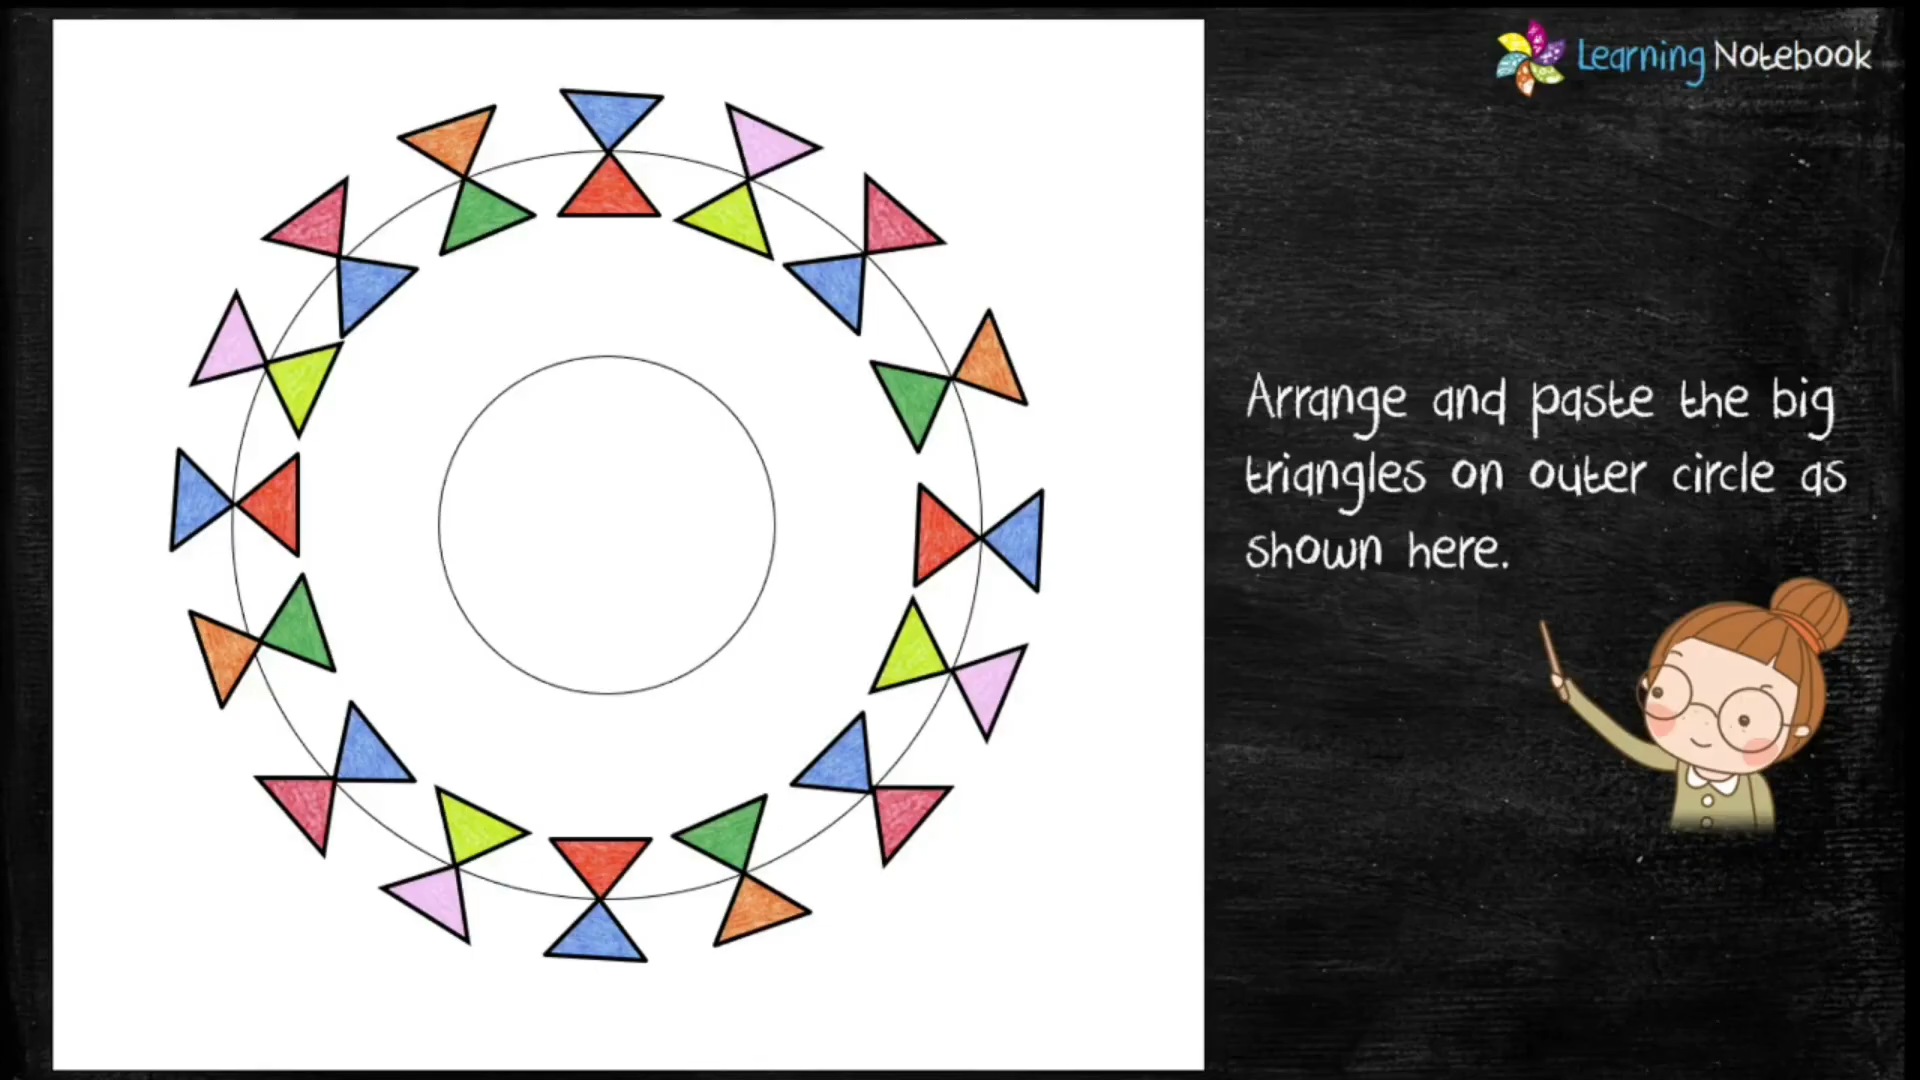 Learning Notebook
Arrange and paste the big
triangles on outer circle as
shown here.